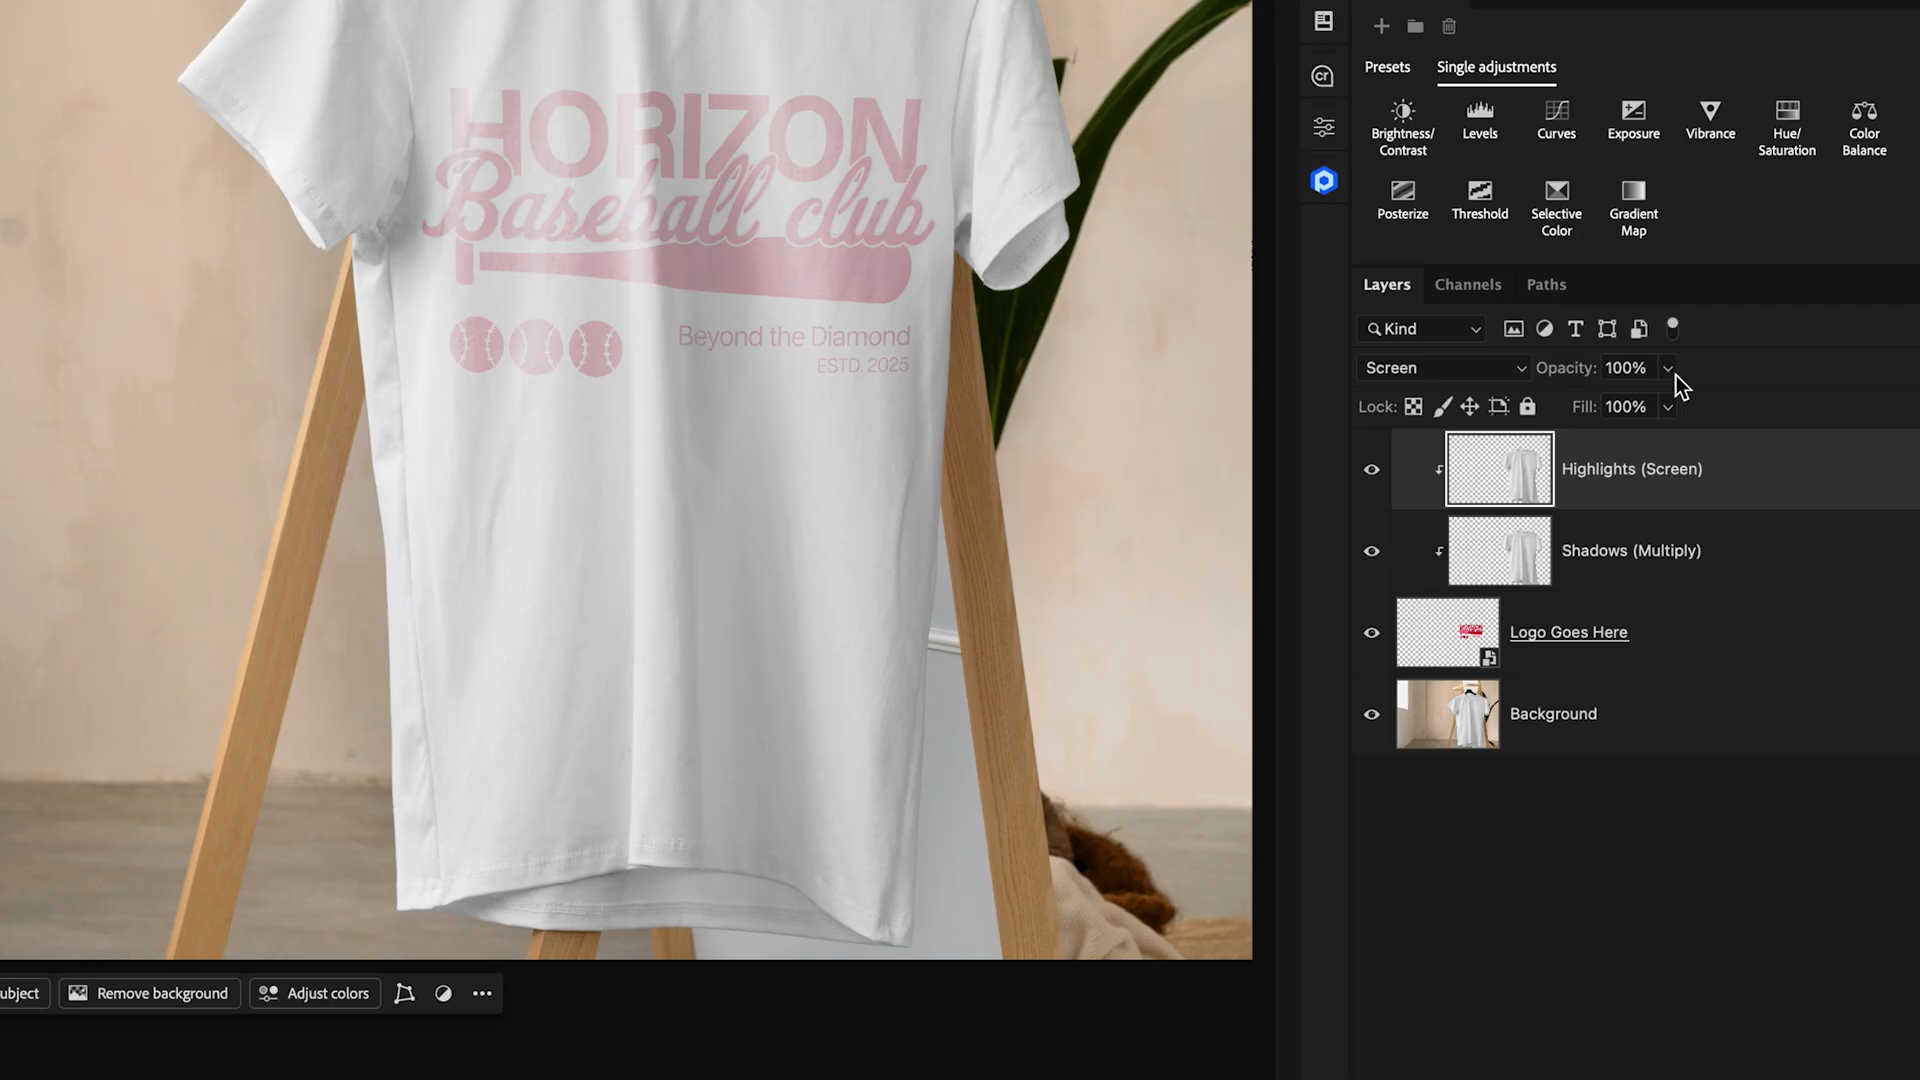 HORIZON
Baseball club
Beyond the Diamond
ESTD. 2025
ubject
Remove background
Adjust colors
cr
Presets
Single adjustments
Brightness/
Contrast
Levels
Curves
Exposure
Vibrance
Hue/
Saturation
Color
Balance
Posterize
Threshold
Selective
Color
Gradient
Map
Layers
Channels
Paths
Kind
Screen
Opacity:
100%
Lock:
Fill:
100%
Highlights (Screen)
Shadows (Multiply)
Logo Goes Here
Background